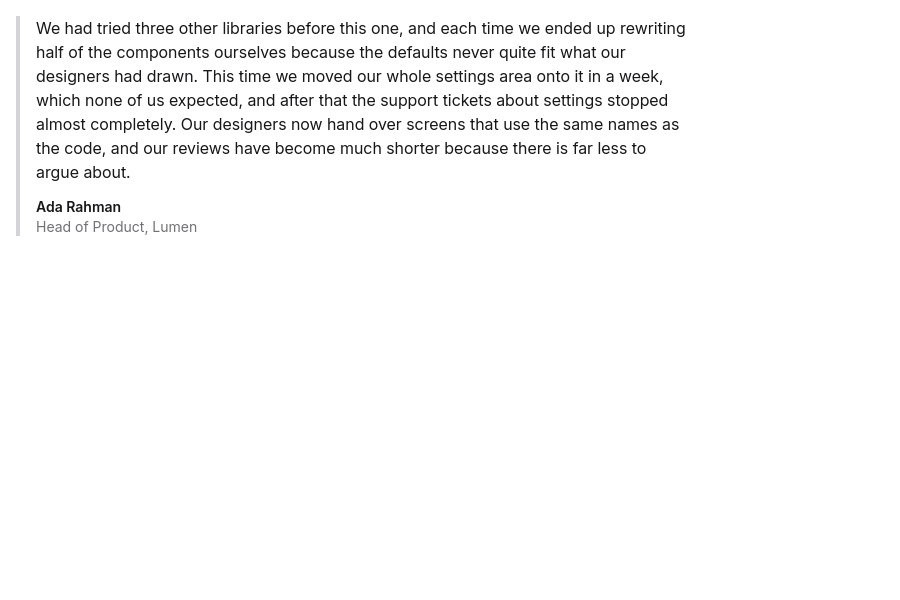 We had tried three other libraries before this one, and each time we ended up rewriting
half of the components ourselves because the defaults never quite fit what our
designers had drawn. This time we moved our whole settings area onto it in a week,
which none of us expected, and after that the support tickets about settings stopped
almost completely. Our designers now hand over screens that use the same names as
the code, and our reviews have become much shorter because there is far less to
argue about.
Ada Rahman
Head of Product, Lumen